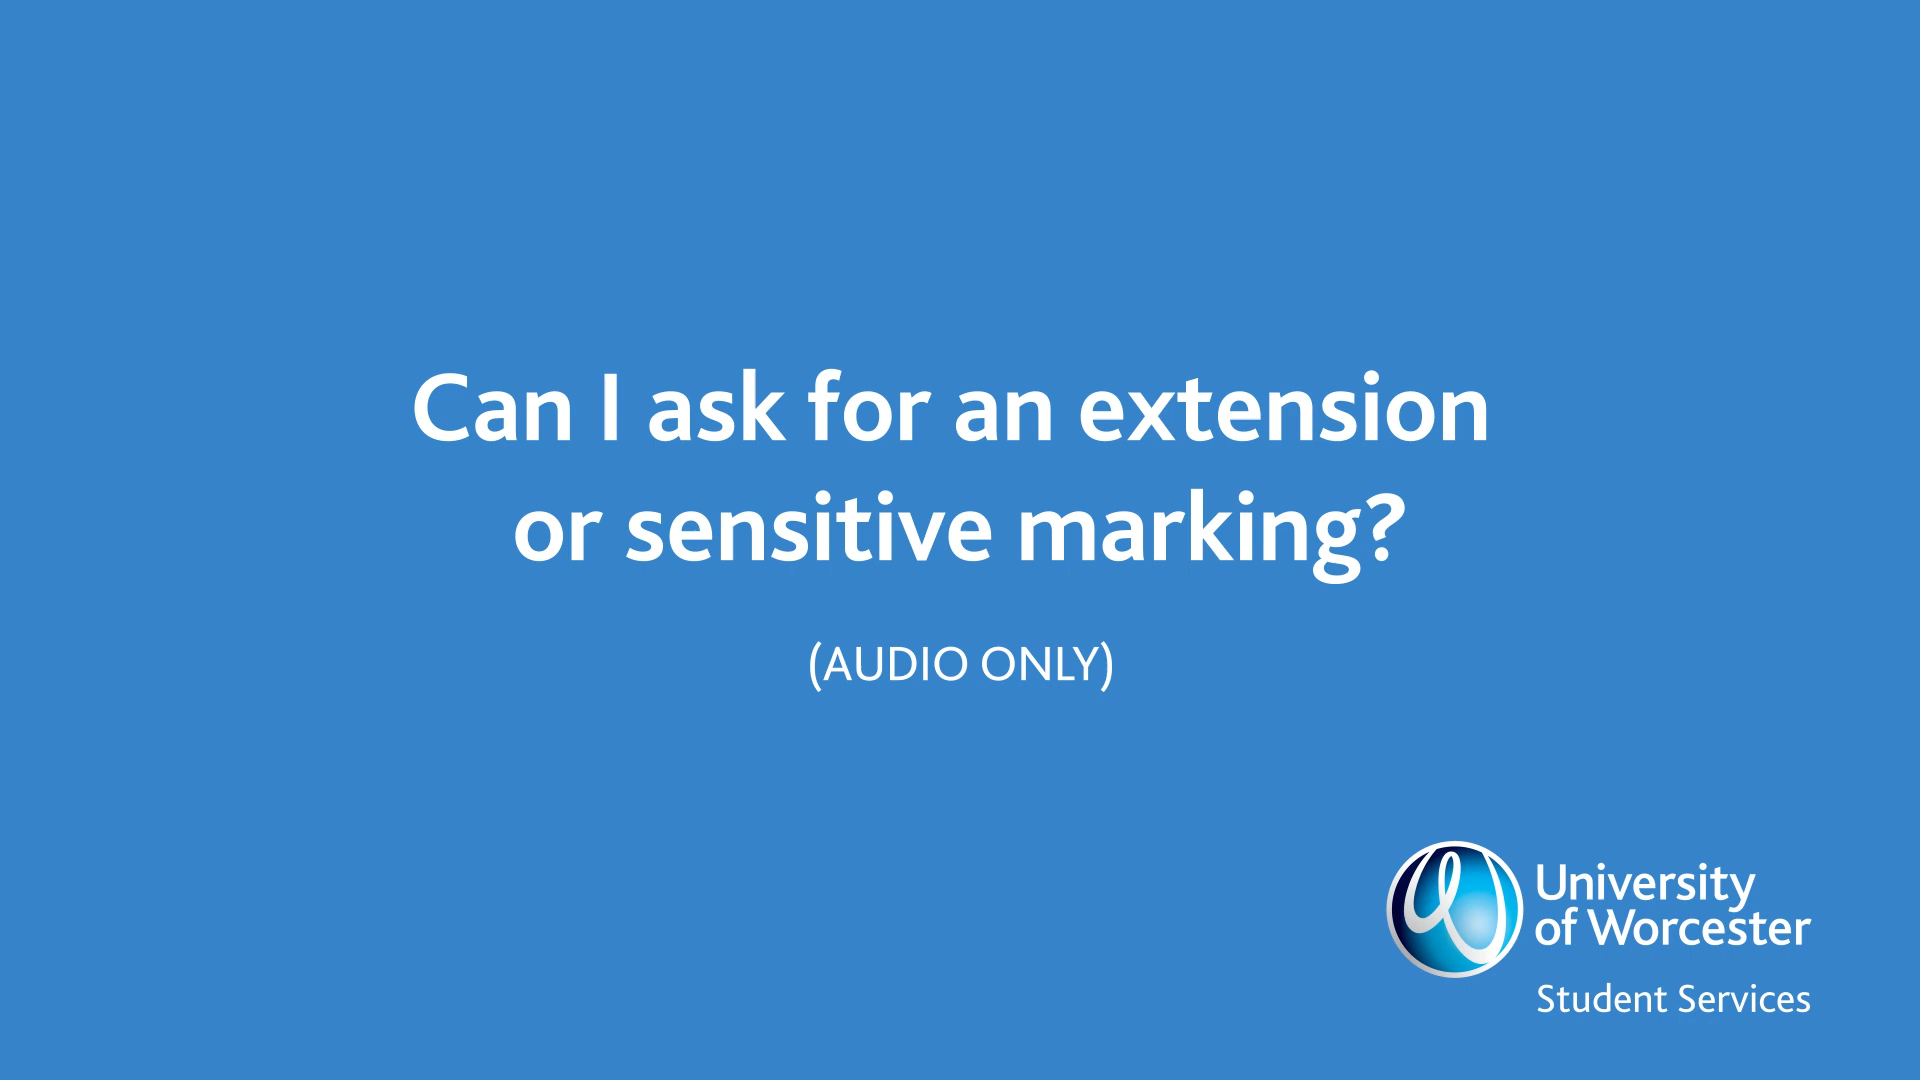 Can I ask for an extension
or sensitive marking?
(AUDIO ONLY)
University
of Worcester
Student Services